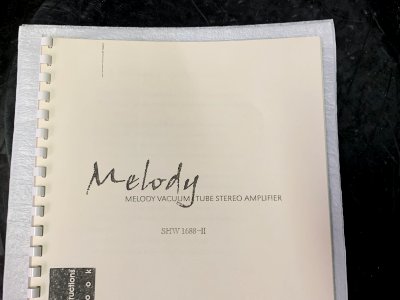 Melody
MELODY VACUUM TUBE STEREO AMPLIFIER
SHW 1688-II